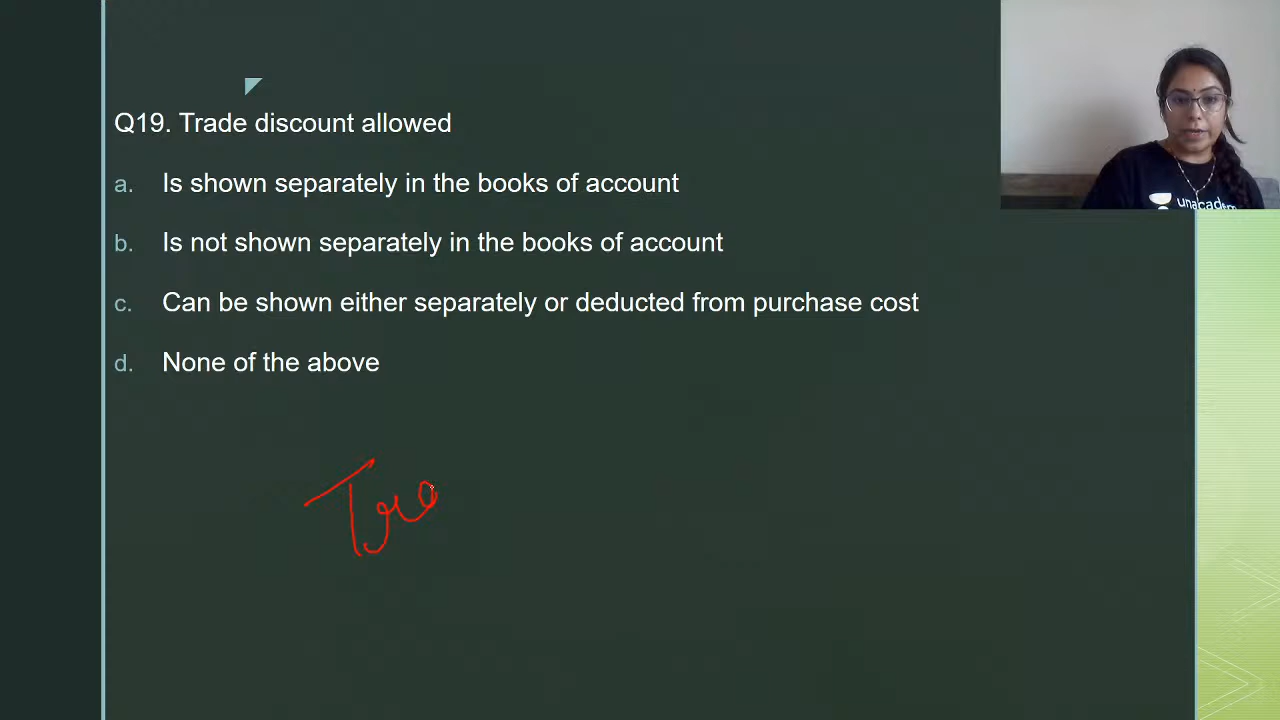 Q19. Trade discount allowed
a. Is shown separately in the books of account
b. Is not shown separately in the books of account
c. Can be shown either separately or deducted from purchase cost
d. None of the above
unacadem